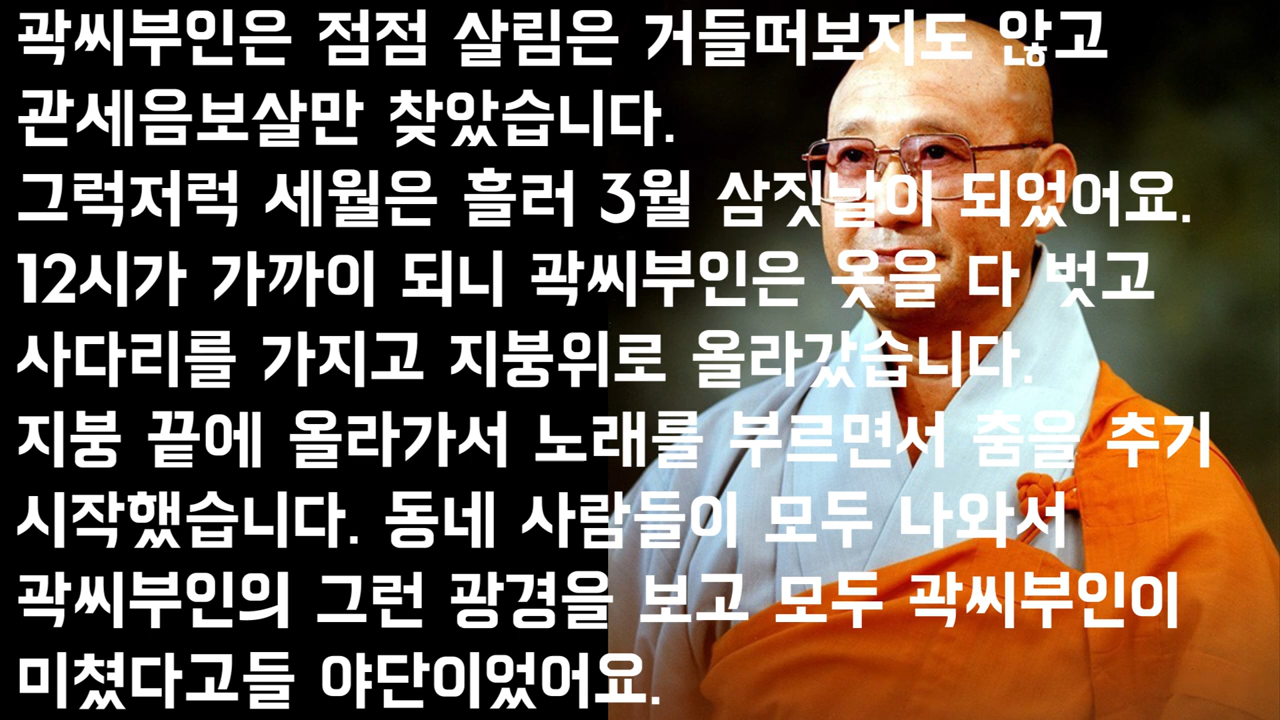 곽씨부인은 점점 살림은 거들떠보지도 않고
관세음보살만 찾았습니다.
그럭저럭 세월은 흘러 3월 삼짓날이 되었어요.
12시가 가까이 되니 곽씨부인은 옷을 다 벗고
사다리를 가지고 지붕위로 올라갔습니다.
지붕 끝에 올라가서 노래를 부르면서 춤을 추기
시작했습니다. 동네 사람들이 모두 나와서
곽씨부인의 그런 광경을 보고 모두 곽씨부인이
미쳤다고들 야단이었어요.